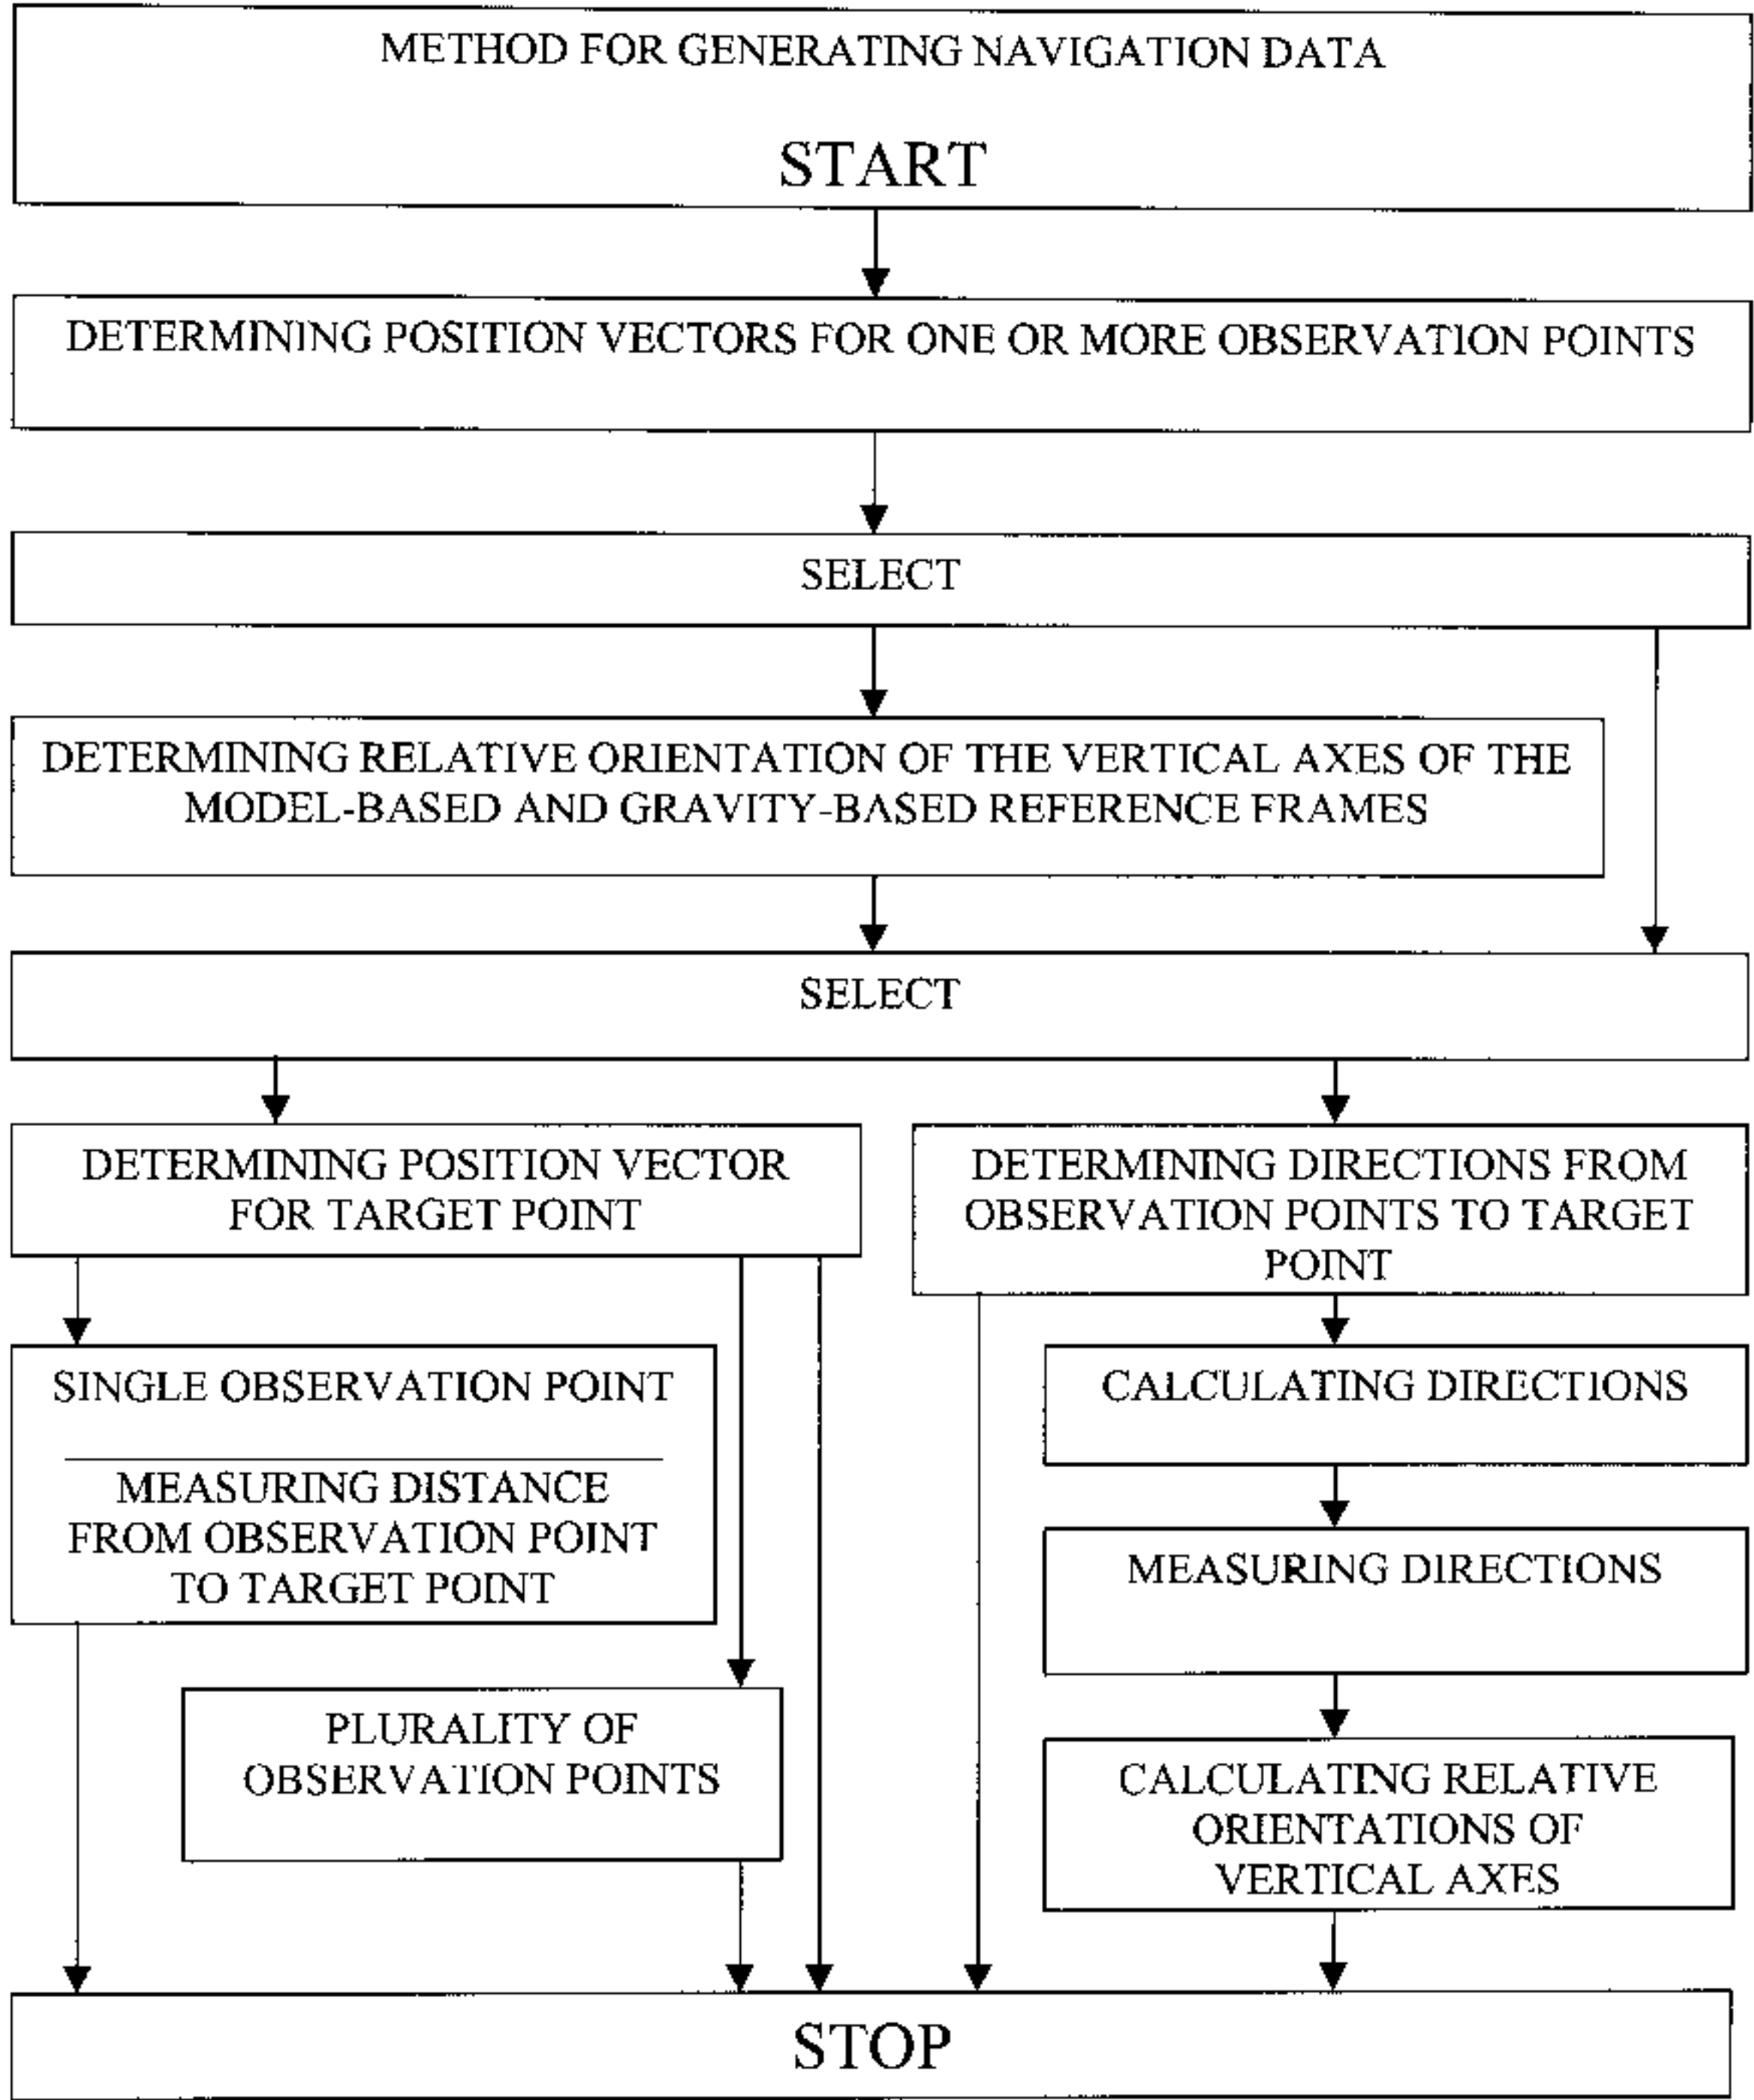 METHOD FOR GENERATING NAVIGATION DATA
START
DETERMINING POSITION VECTORS FOR ONE OR MORE OBSERVATION POINTS
SELECT
DETERMINING RELATIVE ORIENTATION OF THE VERTICAL AXES OF THE
MODEL-BASED AND GRAVITY-BASED REFERENCE FRAMES
SELECT
DETERMINING POSITION VECTOR
FOR TARGET POINT
DETERMINING DIRECTIONS FROM
OBSERVATION POINTS TO TARGET
POINT
SINGLE OBSERVATION POINT
MEASURING DISTANCE
FROM OBSERVATION POINT
TO TARGET POINT
PLURALITY OF
OBSERVATION POINTS
CALCULATING DIRECTIONS
MEASURING DIRECTIONS
CALCULATING RELATIVE
ORIENTATIONS OF
VERTICAL AXES
STOP